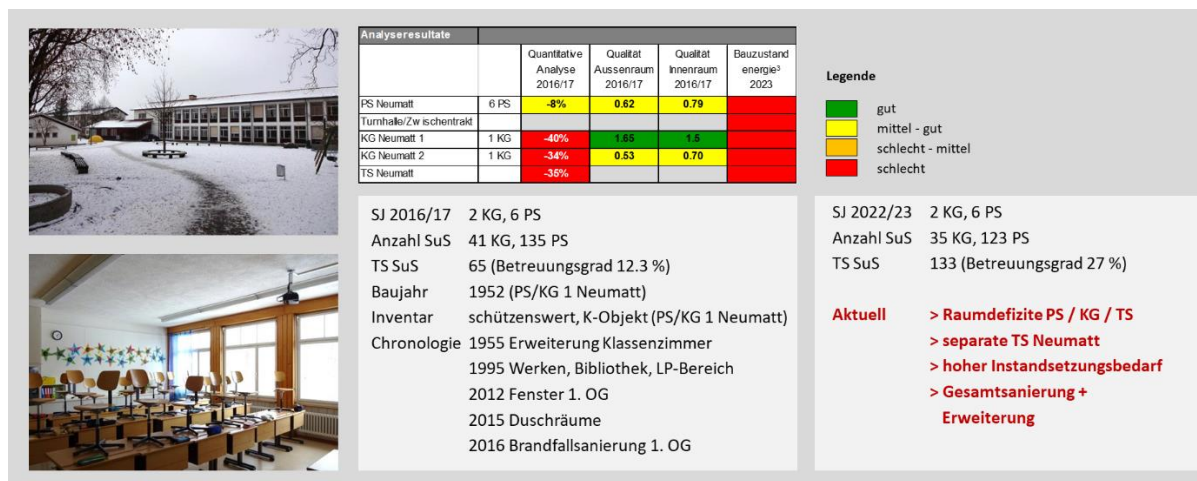 Analyseresultate
Quantitative Analyse 2016/17 Qualität Aussenraum 2016/17 Qualität Innenraum 2016/17 Bauzustand energie³ 2023
PS Neumatt 6 PS -8% 0.62 0.79
Turnhalle/Zwischentrakt
KG Neumatt 1 1 KG -40% 1.65 1.5
KG Neumatt 2 1 KG -34% 0.53 0.70
TS Neumatt -35%
Legende
gut
mittel - gut
schlecht - mittel
schlecht
SJ 2016/17 2 KG, 6 PS
Anzahl SuS 41 KG, 135 PS
TS SuS 65 (Betreuungsgrad 12.3 %)
Baujahr 1952 (PS/KG 1 Neumatt)
Inventar schützenswert, K-Objekt (PS/KG 1 Neumatt)
Chronologie 1955 Erweiterung Klassenzimmer
1995 Werken, Bibliothek, LP-Bereich
2012 Fenster 1. OG
2015 Duschräume
2016 Brandfallsanierung 1. OG
SJ 2022/23 2 KG, 6 PS
Anzahl SuS 35 KG, 123 PS
TS SuS 133 (Betreuungsgrad 27 %)
Aktuell > Raumdefizite PS / KG / TS
> separate TS Neumatt
> hoher Instandsetzungsbedarf
> Gesamtsanierung +
Erweiterung